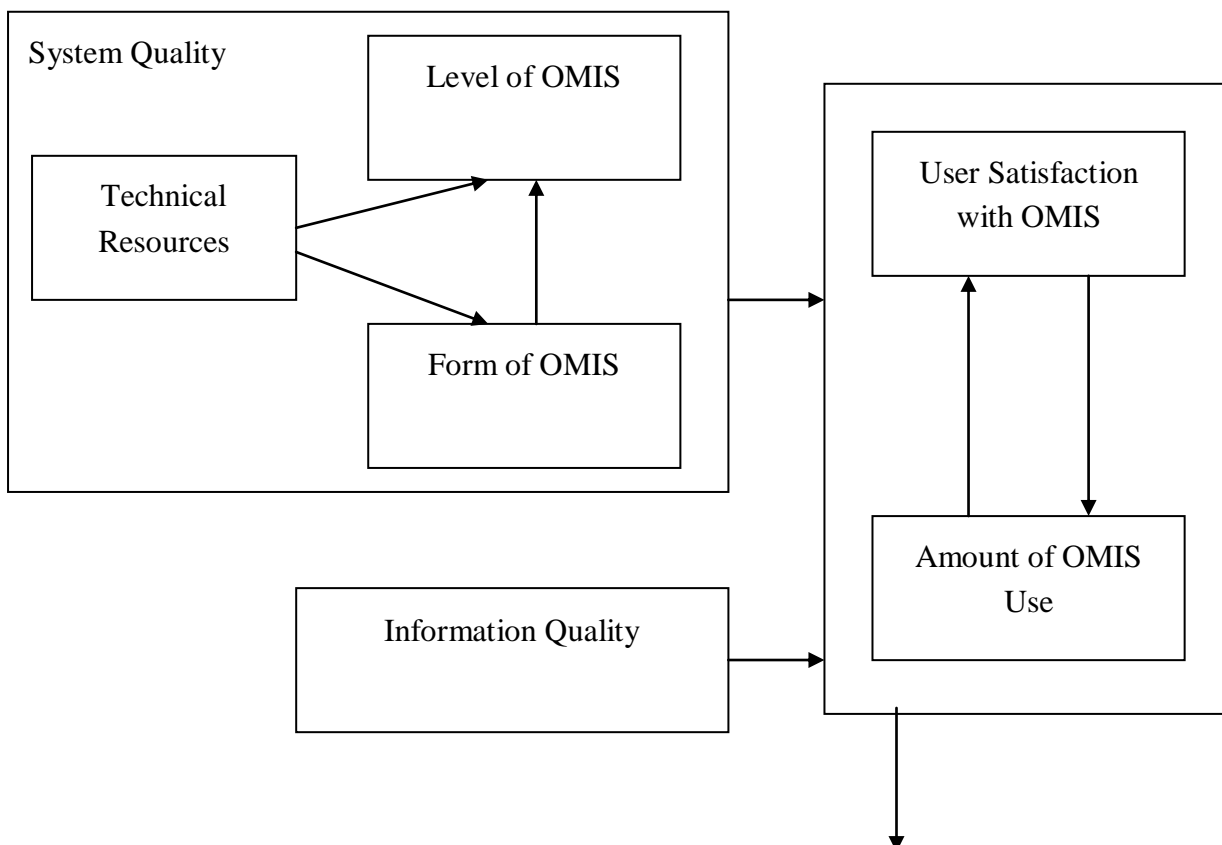 System Quality
Level of OMIS
Technical
Resources
Form of OMIS
User Satisfaction
with OMIS
Amount of OMIS
Use
Information Quality